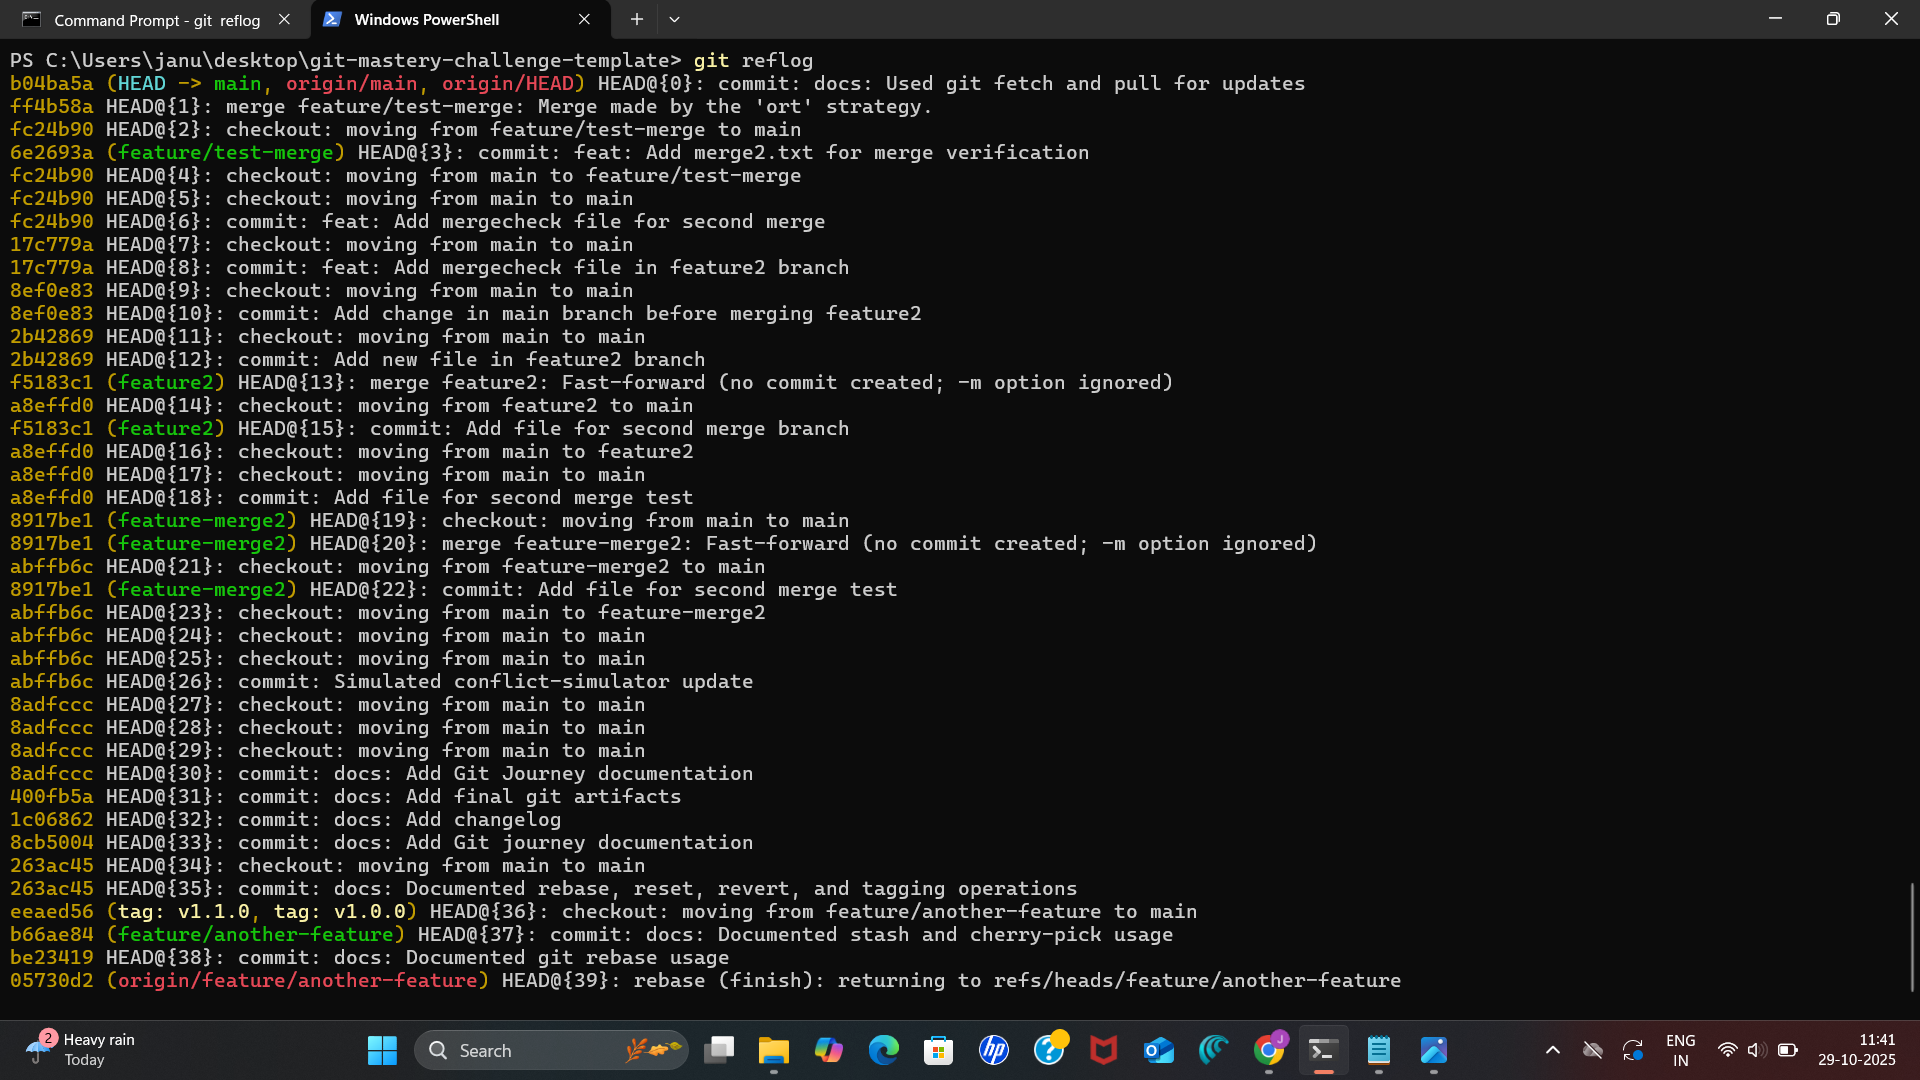 Command Prompt - git reflog
Windows PowerShell
PS C:\Users\janu\desktop\git-mastery-challenge-template> git reflog
b04ba5a (HEAD -> main, origin/main, origin/HEAD) HEAD@{0}: commit: docs: Used git fetch and pull for updates
ff4b58a HEAD@{1}: merge feature/test-merge: Merge made by the 'ort' strategy.
fc24b90 HEAD@{2}: checkout: moving from feature/test-merge to main
6e2693a (feature/test-merge) HEAD@{3}: commit: feat: Add merge2.txt for merge verification
fc24b90 HEAD@{4}: checkout: moving from main to feature/test-merge
fc24b90 HEAD@{5}: checkout: moving from main to main
fc24b90 HEAD@{6}: commit: feat: Add mergecheck file for second merge
17c779a HEAD@{7}: checkout: moving from main to main
17c779a HEAD@{8}: commit: feat: Add mergecheck file in feature2 branch
8ef0e83 HEAD@{9}: checkout: moving from main to main
8ef0e83 HEAD@{10}: commit: Add change in main branch before merging feature2
2b42869 HEAD@{11}: checkout: moving from main to main
2b42869 HEAD@{12}: commit: Add new file in feature2 branch
f5183c1 (feature2) HEAD@{13}: merge feature2: Fast-forward (no commit created; -m option ignored)
a8effd0 HEAD@{14}: checkout: moving from feature2 to main
f5183c1 (feature2) HEAD@{15}: commit: Add file for second merge branch
a8effd0 HEAD@{16}: checkout: moving from main to feature2
a8effd0 HEAD@{17}: checkout: moving from main to main
a8effd0 HEAD@{18}: commit: Add file for second merge test
8917be1 (feature-merge2) HEAD@{19}: checkout: moving from main to main
8917be1 (feature-merge2) HEAD@{20}: merge feature-merge2: Fast-forward (no commit created; -m option ignored)
abffb6c HEAD@{21}: checkout: moving from feature-merge2 to main
8917be1 (feature-merge2) HEAD@{22}: commit: Add file for second merge test
abffb6c HEAD@{23}: checkout: moving from main to feature-merge2
abffb6c HEAD@{24}: checkout: moving from main to main
abffb6c HEAD@{25}: checkout: moving from main to main
abffb6c HEAD@{26}: commit: Simulated conflict-simulator update
8adfccc HEAD@{27}: checkout: moving from main to main
8adfccc HEAD@{28}: checkout: moving from main to main
8adfccc HEAD@{29}: checkout: moving from main to main
8adfccc HEAD@{30}: commit: docs: Add Git Journey documentation
400fb5a HEAD@{31}: commit: docs: Add final git artifacts
1c06862 HEAD@{32}: commit: docs: Add changelog
8cb5004 HEAD@{33}: commit: docs: Add Git journey documentation
263ac45 HEAD@{34}: checkout: moving from main to main
263ac45 HEAD@{35}: commit: docs: Documented rebase, reset, revert, and tagging operations
eeaed56 (tag: v1.1.0, tag: v1.0.0) HEAD@{36}: checkout: moving from feature/another-feature to main
b66ae84 (feature/another-feature) HEAD@{37}: commit: docs: Documented stash and cherry-pick usage
be23419 HEAD@{38}: commit: docs: Documented git rebase usage
05730d2 (origin/feature/another-feature) HEAD@{39}: rebase (finish): returning to refs/heads/feature/another-feature
2
Heavy rain
Today
Search
hp
J
ENG
IN
11:41
29-10-2025